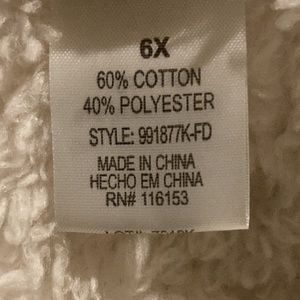 6X
60% COTTON
40% POLYESTER
STYLE: 991877K-FD
MADE IN CHINA
HECHO EM CHINA
RN# 116153